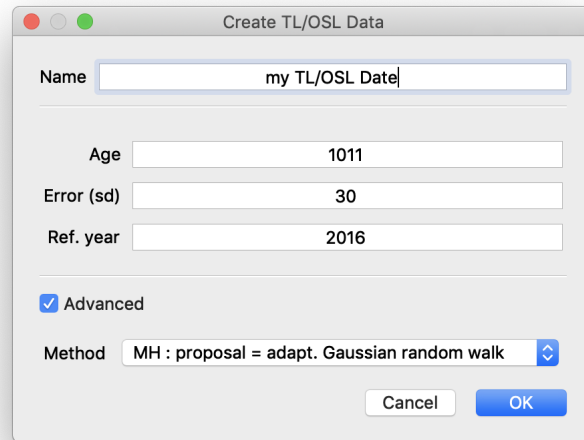 Create TL/OSL Data
Name my TL/OSL Date
Age 1011
Error (sd) 30
Ref. year 2016
Advanced
Method MH : proposal = adapt. Gaussian random walk
Cancel OK